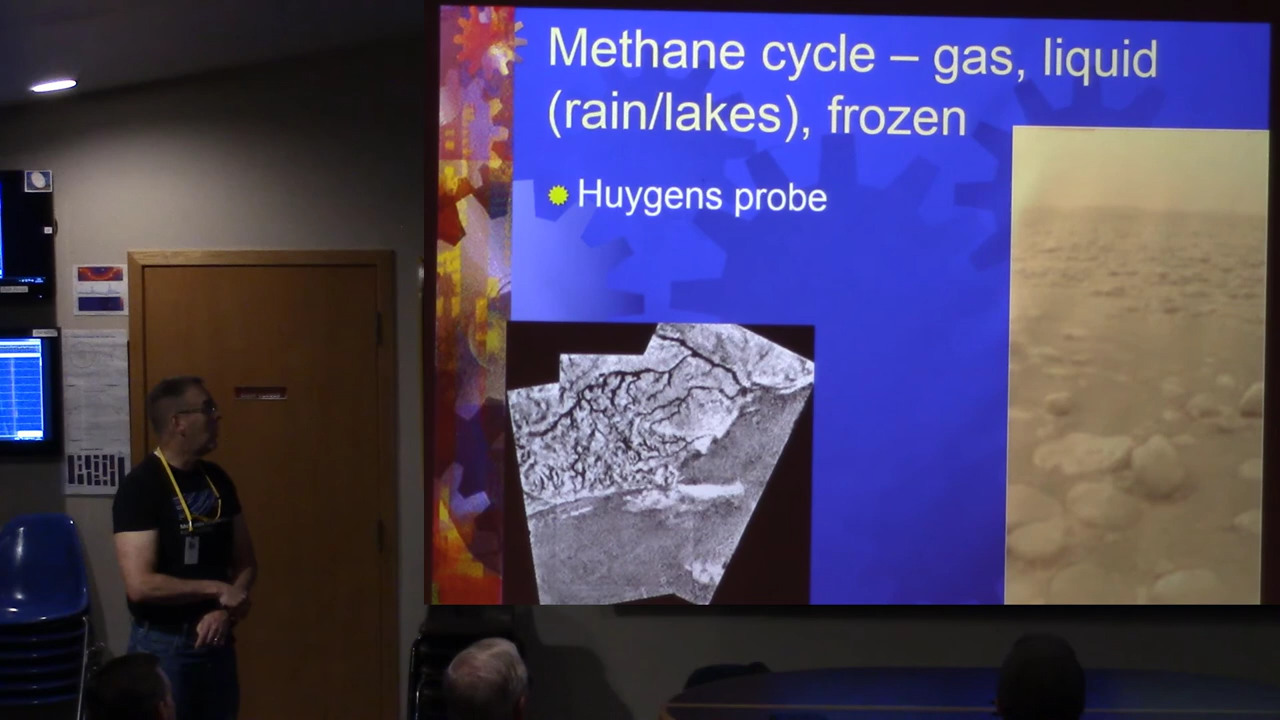 Methane cycle – gas, liquid
(rain/lakes), frozen
Huygens probe